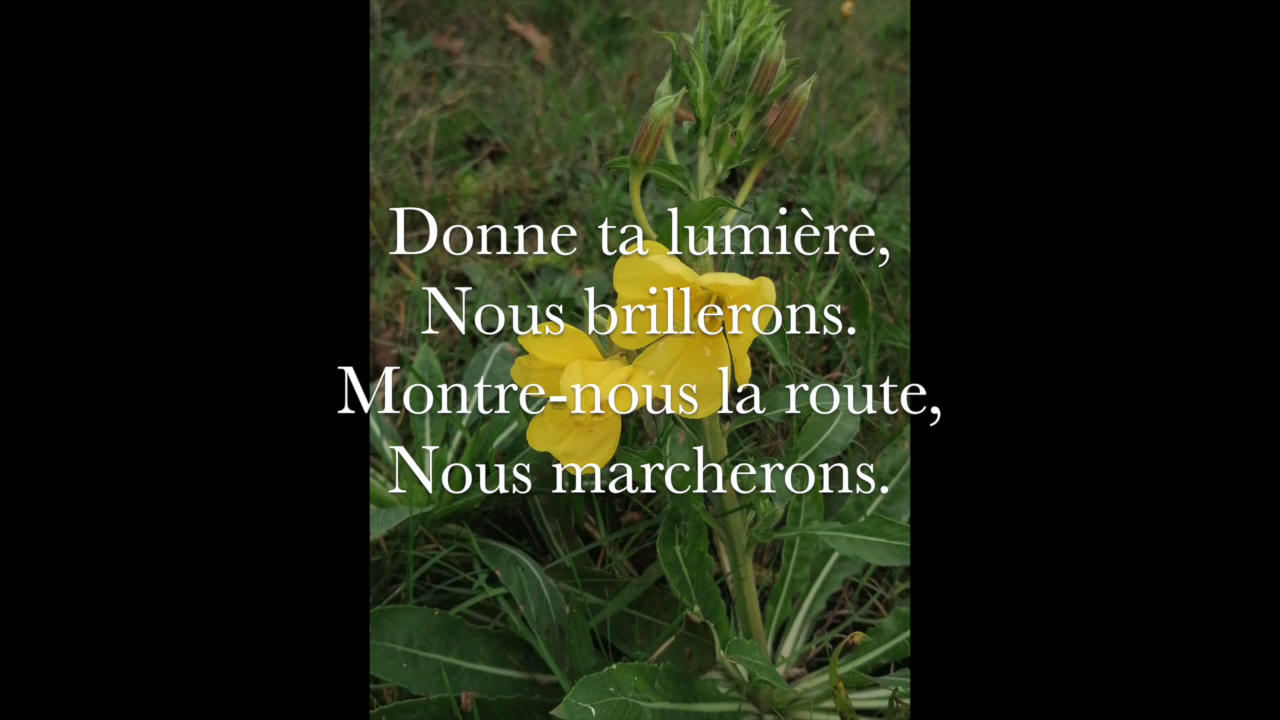 Donne ta lumière,
Nous brillerons.
Montre-nous la route,
Nous marcherons.